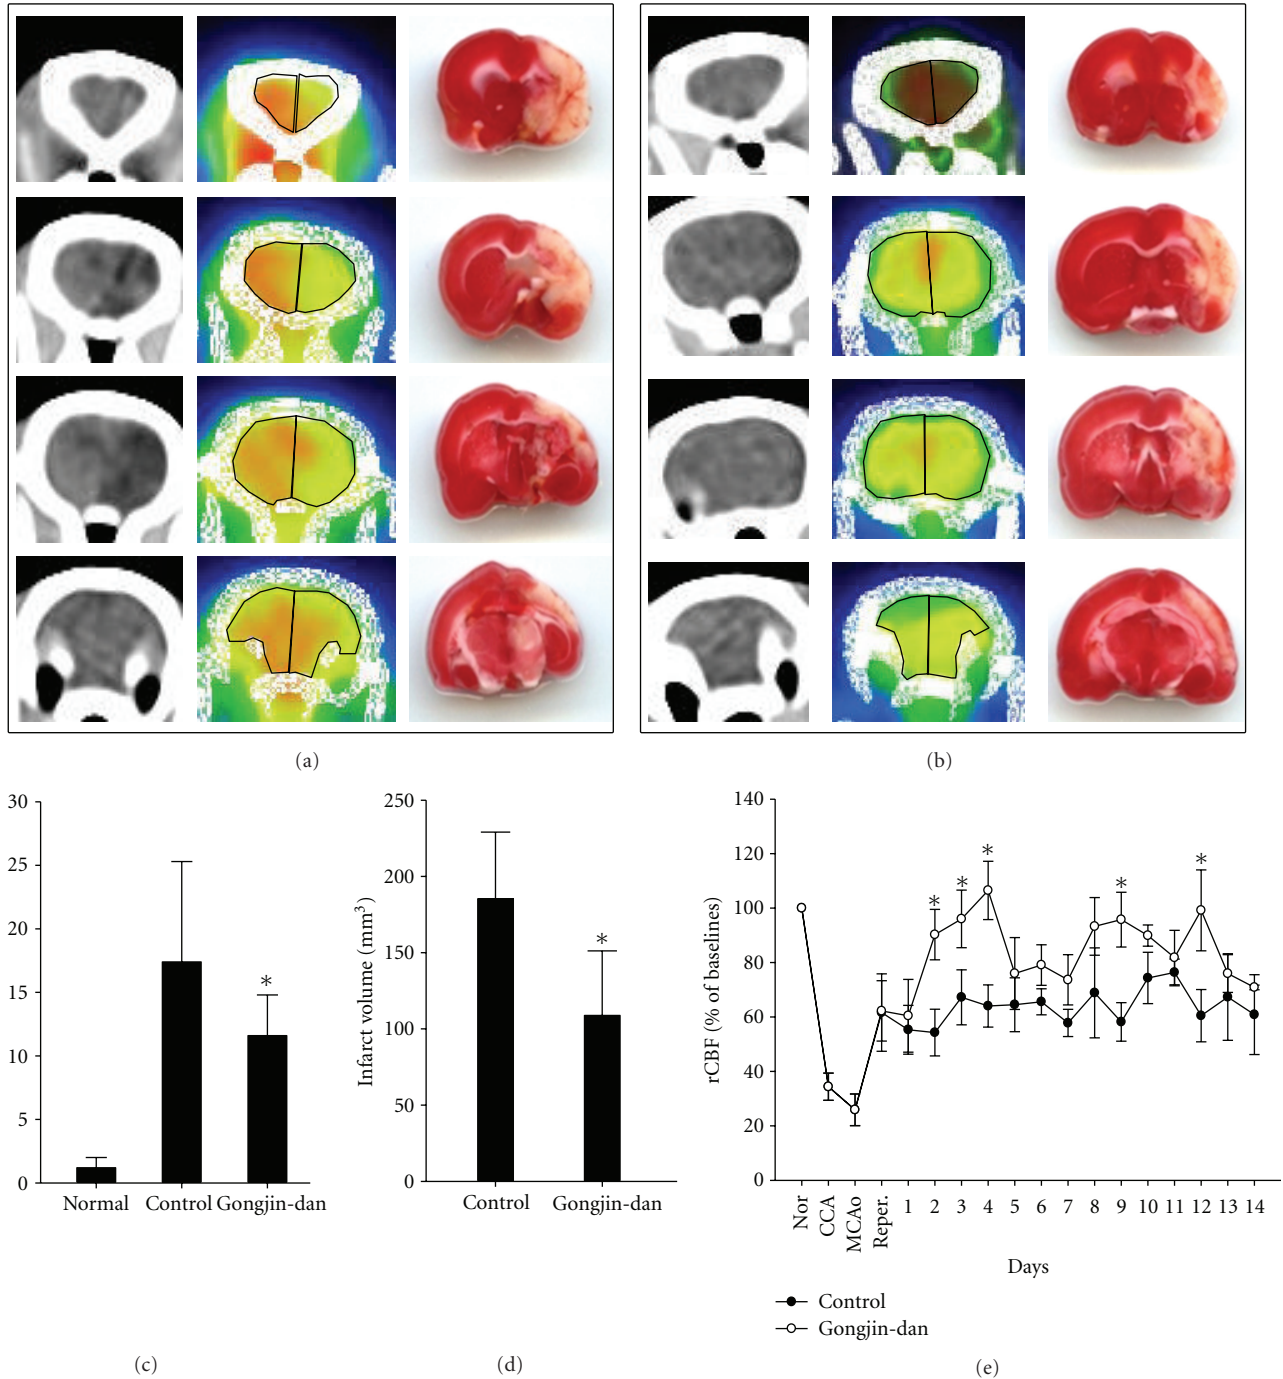 (a)
(b)
30
25
20
15
10
5
0
Normal
Control
Gongjin-dan
*
(c)
Infarct volume (mm³)
250
200
150
100
50
0
Control
Gongjin-dan
*
(d)
rCBF (% of baselines)
140
120
100
80
60
40
20
0
*
*
*
*
*
Nor
CCA
MCAo
Reper.
1
2
3
4
5
6
7
8
9
10
11
12
13
14
Days
Control
Gongjin-dan
(e)